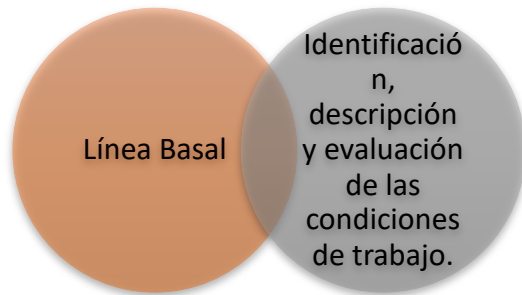 Línea Basal
Identificació
n,
descripción
y evaluación
de las
condiciones
de trabajo.